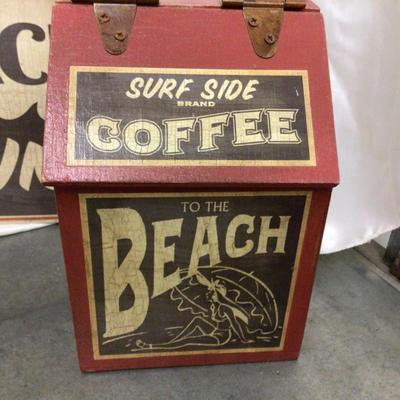 SURF SIDE
BRAND
COFFEE
TO THE
BEACH